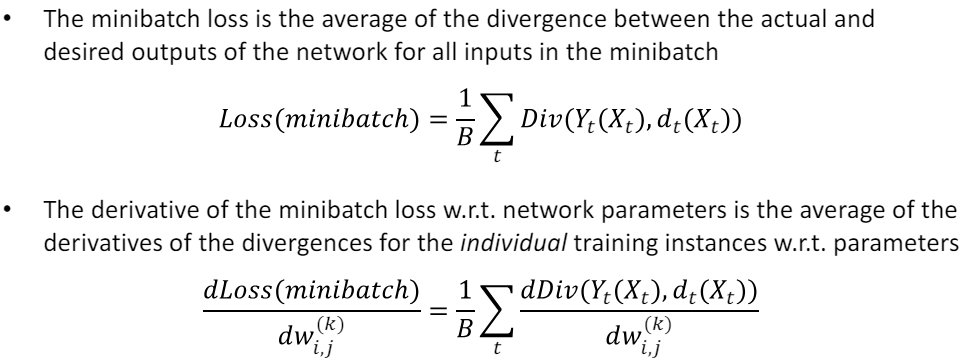 • The minibatch loss is the average of the divergence between the actual and
desired outputs of the network for all inputs in the minibatch
Loss(minibatch) = \frac{1}{B} \sum_{t} Div(Y_t(X_t), d_t(X_t))
• The derivative of the minibatch loss w.r.t. network parameters is the average of the
derivatives of the divergences for the individual training instances w.r.t. parameters
\frac{dLoss(minibatch)}{dw_{i,j}^{(k)}} = \frac{1}{B} \sum_{t} \frac{dDiv(Y_t(X_t), d_t(X_t))}{dw_{i,j}^{(k)}}